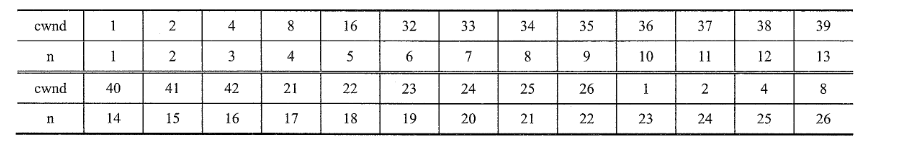 cwnd 1 2 4 8 16 32 33 34 35 36 37 38 39
n 1 2 3 4 5 6 7 8 9 10 11 12 13
cwnd 40 41 42 21 22 23 24 25 26 1 2 4 8
n 14 15 16 17 18 19 20 21 22 23 24 25 26